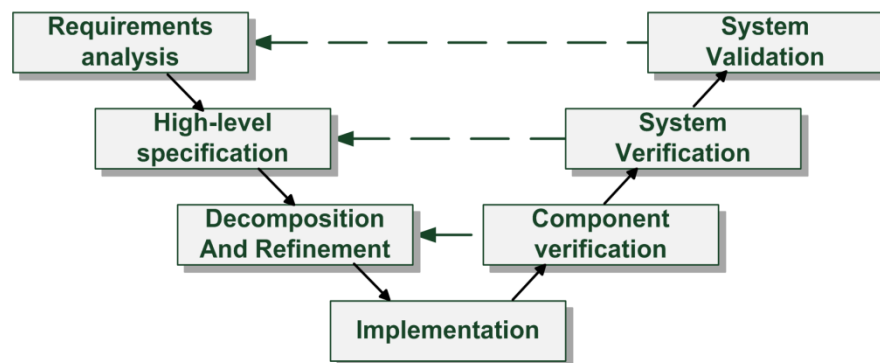 Requirements
analysis
System
Validation
High-level
specification
System
Verification
Decomposition
And Refinement
Component
verification
Implementation